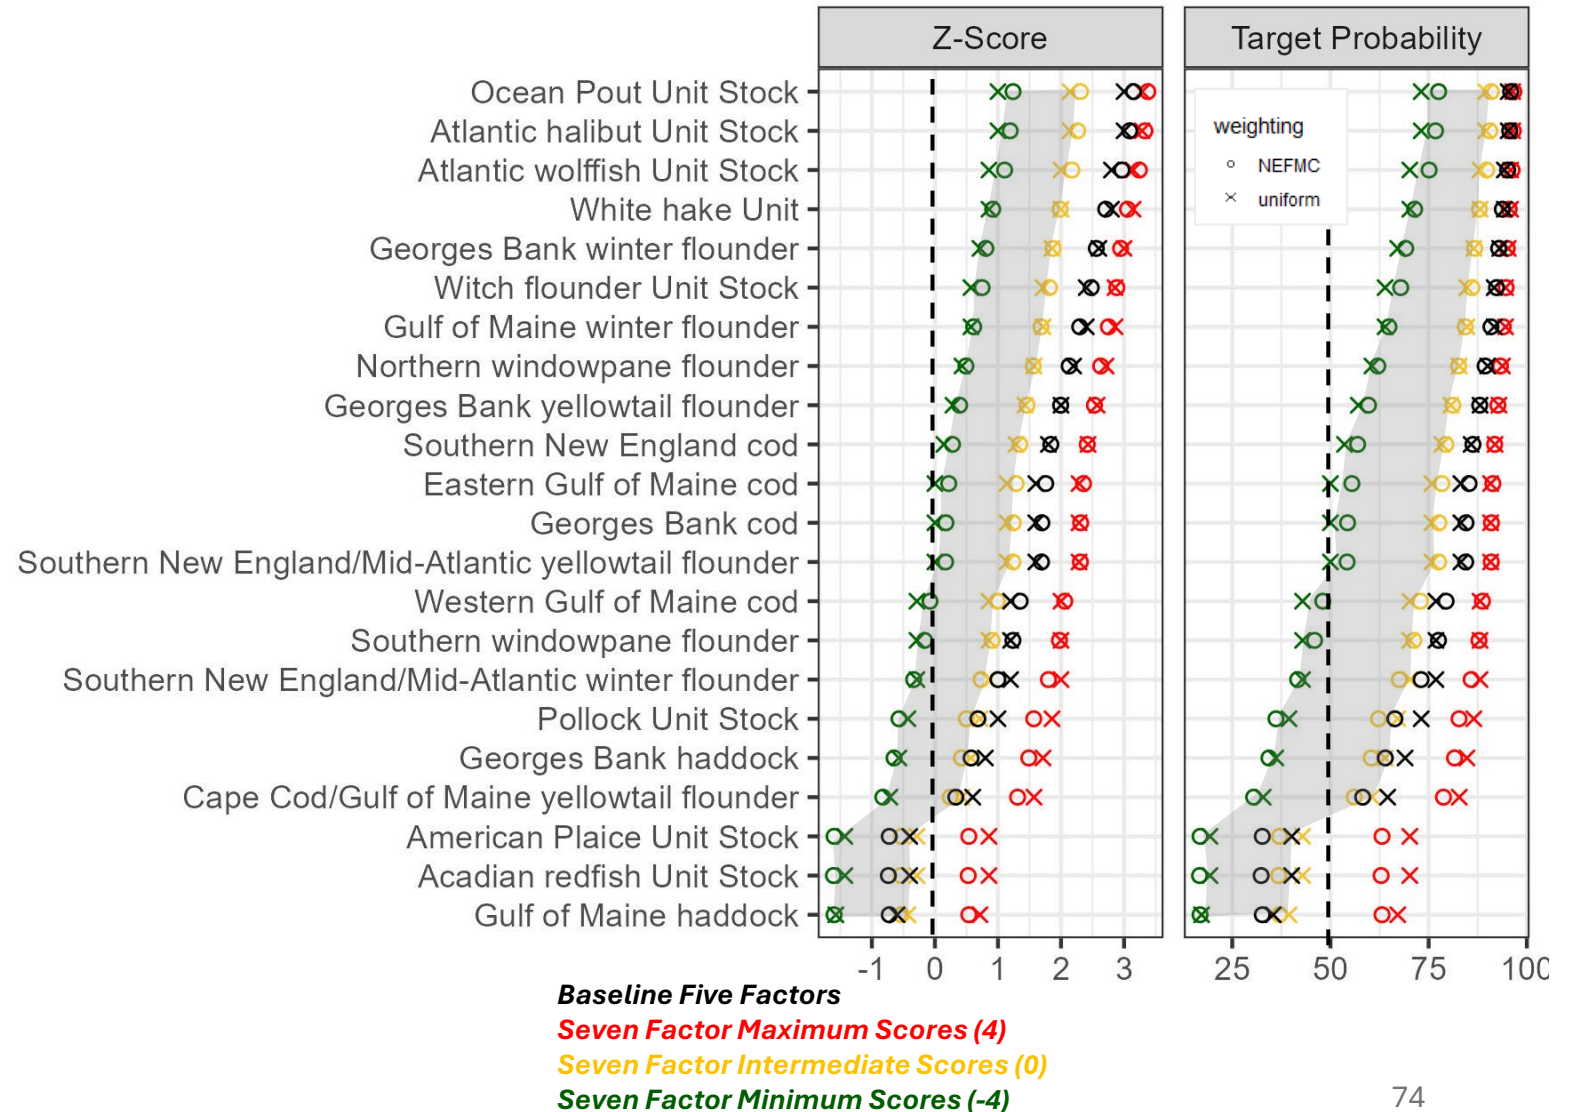 Z-Score
Target Probability
Ocean Pout Unit Stock
Atlantic halibut Unit Stock
Atlantic wolffish Unit Stock
White hake Unit
Georges Bank winter flounder
Witch flounder Unit Stock
Gulf of Maine winter flounder
Northern windowpane flounder
Georges Bank yellowtail flounder
Southern New England cod
Eastern Gulf of Maine cod
Georges Bank cod
Southern New England/Mid-Atlantic yellowtail flounder
Western Gulf of Maine cod
Southern windowpane flounder
Southern New England/Mid-Atlantic winter flounder
Pollock Unit Stock
Georges Bank haddock
Cape Cod/Gulf of Maine yellowtail flounder
American Plaice Unit Stock
Acadian redfish Unit Stock
Gulf of Maine haddock
weighting
NEFMC
uniform
-1 0 1 2 3
25 50 75 100
Baseline Five Factors
Seven Factor Maximum Scores (4)
Seven Factor Intermediate Scores (0)
Seven Factor Minimum Scores (-4)
74